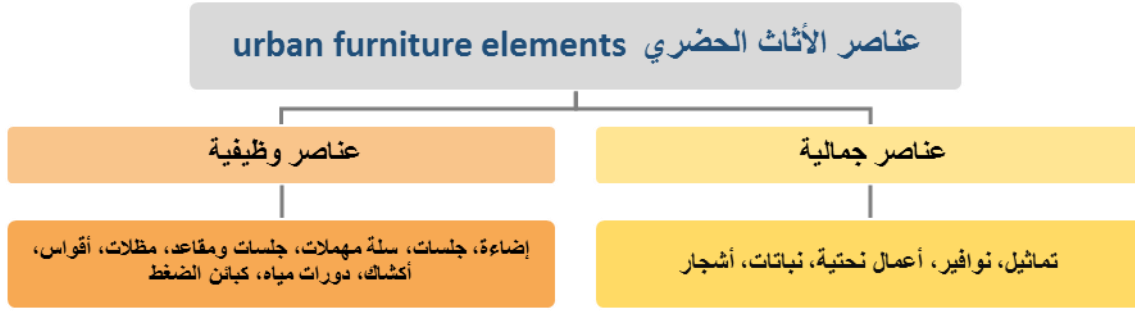 عناصر الأثاث الحضري urban furniture elements
عناصر جمالية
عناصر وظيفية
تماثيل، نوافير، أعمال نحتية، نباتات، أشجار
إضاءة، جلسات، سلة مهملات، جلسات ومقاعد، مظلات، أقواس،
أكشاك، دورات مياه، كبائن الضغط